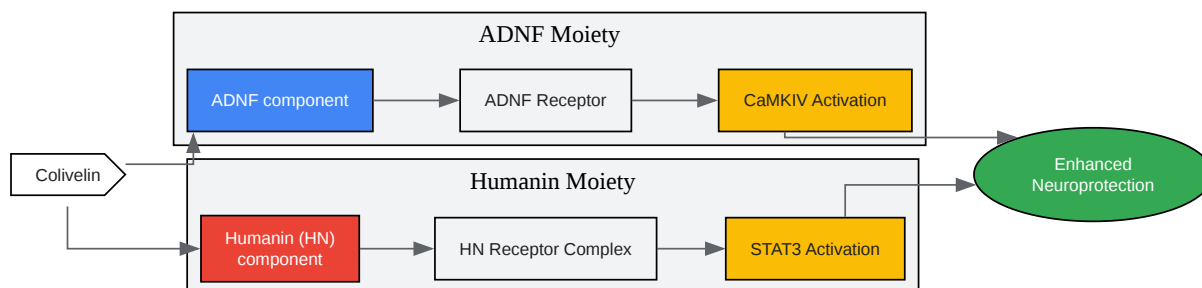 ADNF Moiety
ADNF component
ADNF Receptor
CaMKIV Activation
Colivelin
Enhanced
Neuroprotection
Humanin Moiety
Humanin (HN)
component
HN Receptor Complex
STAT3 Activation